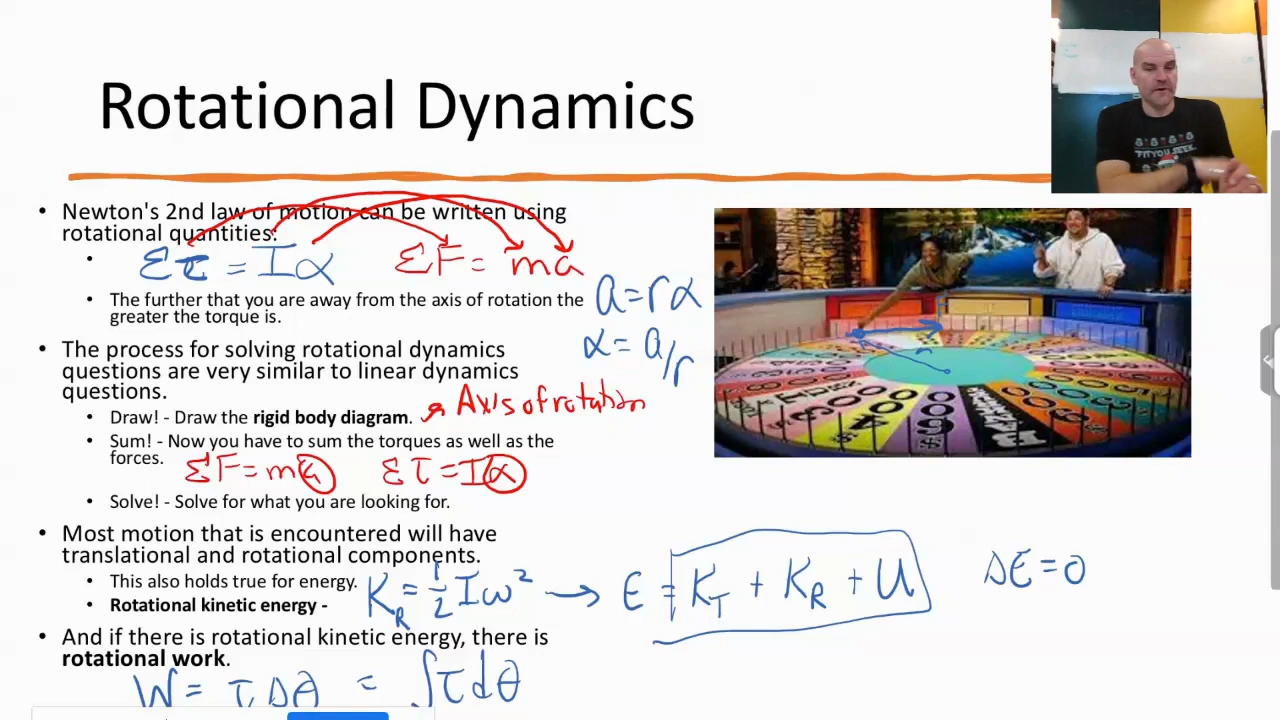 Rotational Dynamics
• Newton's 2nd law of motion can be written using
rotational quantities:
• Στ = Iα ΣF = ma
a = rα
• The further that you are away from the axis of rotation the
greater the torque is.
α = a/r
• The process for solving rotational dynamics
questions are very similar to linear dynamics
questions.
• Draw! - Draw the rigid body diagram. → Axis of rotation
• Sum! - Now you have to sum the torques as well as the
forces. ΣF = ma Στ = Iα
• Solve! - Solve for what you are looking for.
• Most motion that is encountered will have
translational and rotational components.
• This also holds true for energy.
• Rotational kinetic energy - K_R = 1/2 Iω² → E = K_T + K_R + U ΔE = 0
• And if there is rotational kinetic energy, there is
rotational work.
W = τΔθ = ∫τdθ